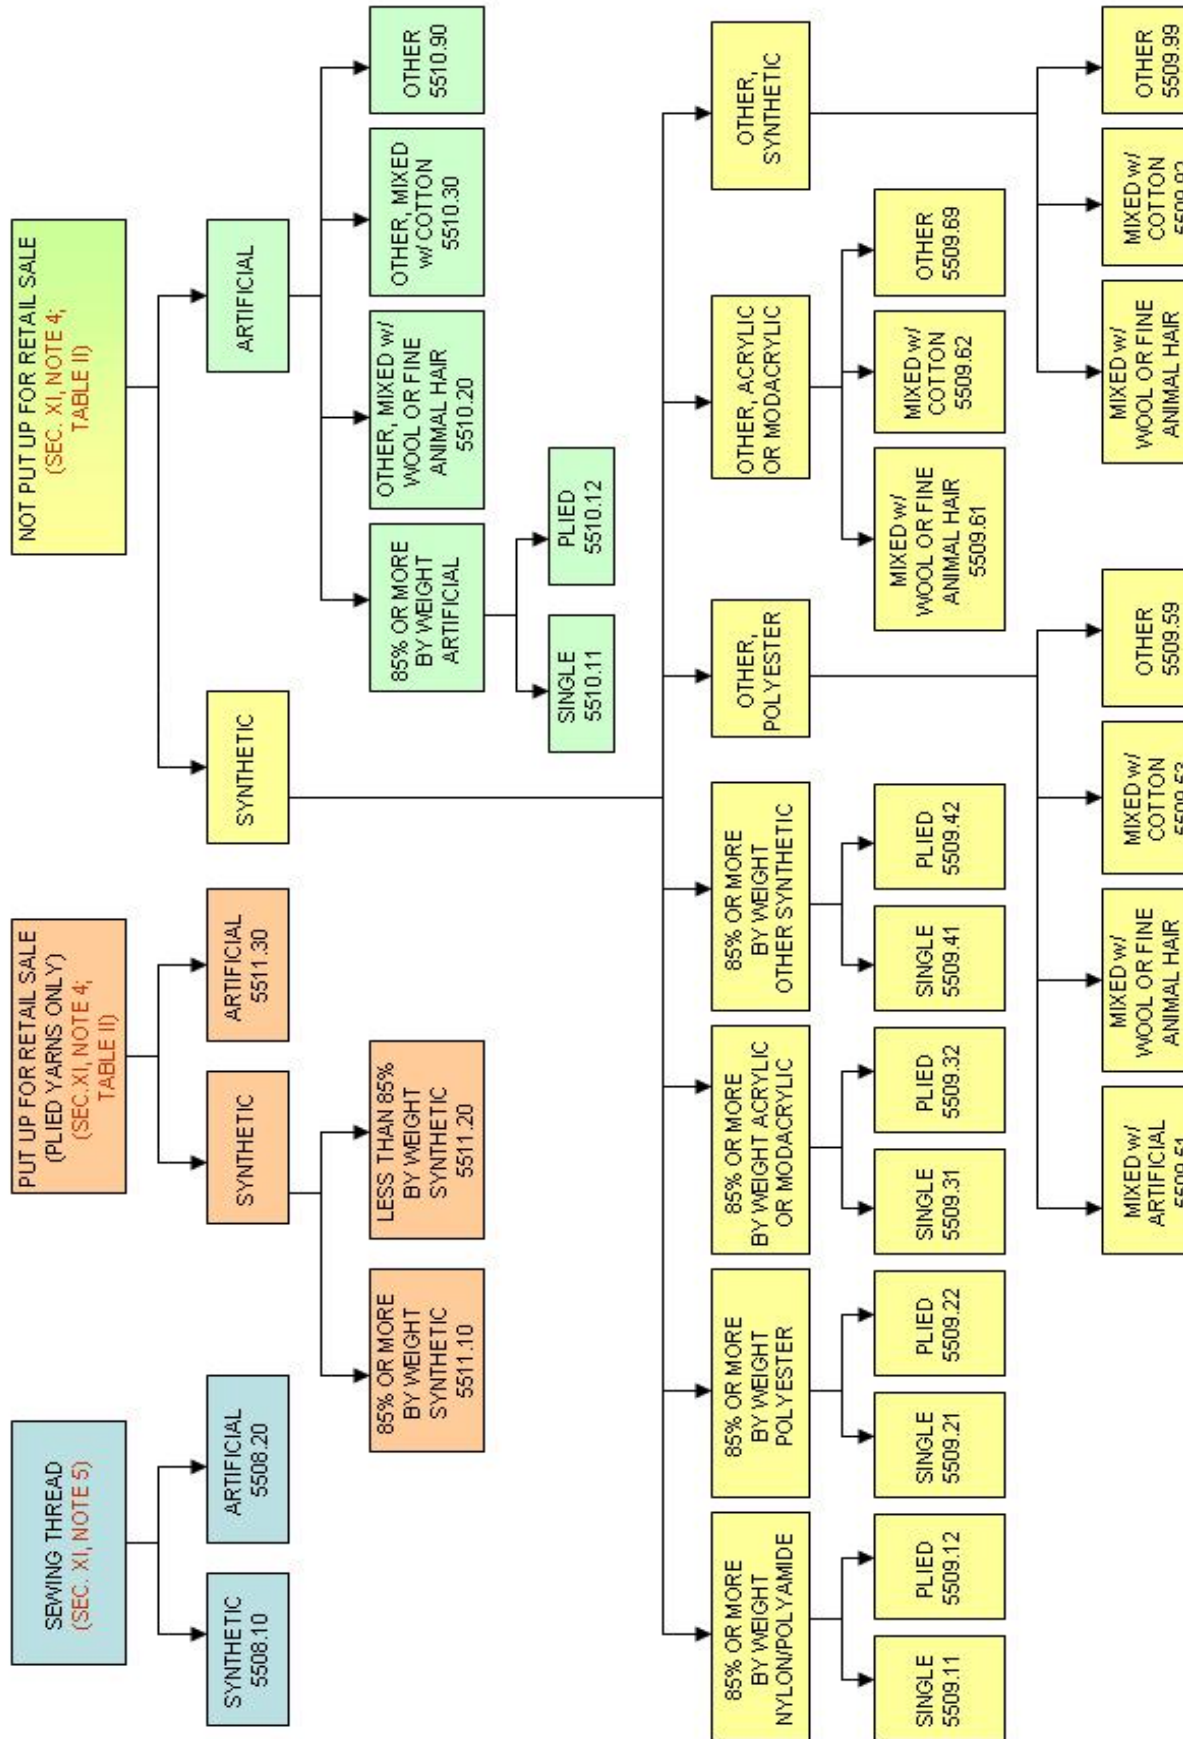 SEWING THREAD
(SEC. XI, NOTE 5)
SYNTHETIC
5508.10
ARTIFICIAL
5508.20
PUT UP FOR RETAIL SALE
(PLIED YARNS ONLY)
(SEC.XI, NOTE 4;
TABLE II)
SYNTHETIC
ARTIFICIAL
5511.30
85% OR MORE
BY WEIGHT
SYNTHETIC
5511.10
LESS THAN 85%
BY WEIGHT
SYNTHETIC
5511.20
NOT PUT UP FOR RETAIL SALE
(SEC. XI, NOTE 4;
TABLE II)
SYNTHETIC
ARTIFICIAL
85% OR MORE
BY WEIGHT
ARTIFICIAL
OTHER, MIXED w/
WOOL OR FINE
ANIMAL HAIR
5510.20
OTHER, MIXED
w/ COTTON
5510.30
OTHER
5510.90
SINGLE
5510.11
PLIED
5510.12
85% OR MORE
BY WEIGHT
NYLON/POLYAMIDE
85% OR MORE
BY WEIGHT
POLYESTER
85% OR MORE
BY WEIGHT ACRYLIC
OR MODACRYLIC
85% OR MORE
BY WEIGHT
OTHER SYNTHETIC
OTHER,
POLYESTER
OTHER, ACRYLIC
OR MODACRYLIC
OTHER,
SYNTHETIC
SINGLE
5509.11
PLIED
5509.12
SINGLE
5509.21
PLIED
5509.22
SINGLE
5509.31
PLIED
5509.32
SINGLE
5509.41
PLIED
5509.42
MIXED w/
WOOL OR FINE
ANIMAL HAIR
5509.61
MIXED w/
COTTON
5509.62
OTHER
5509.69
MIXED w/
ARTIFICIAL
MIXED w/
WOOL OR FINE
ANIMAL HAIR
MIXED w/
COTTON
OTHER
5509.59
MIXED w/
WOOL OR FINE
ANIMAL HAIR
MIXED w/
COTTON
OTHER
5509.99